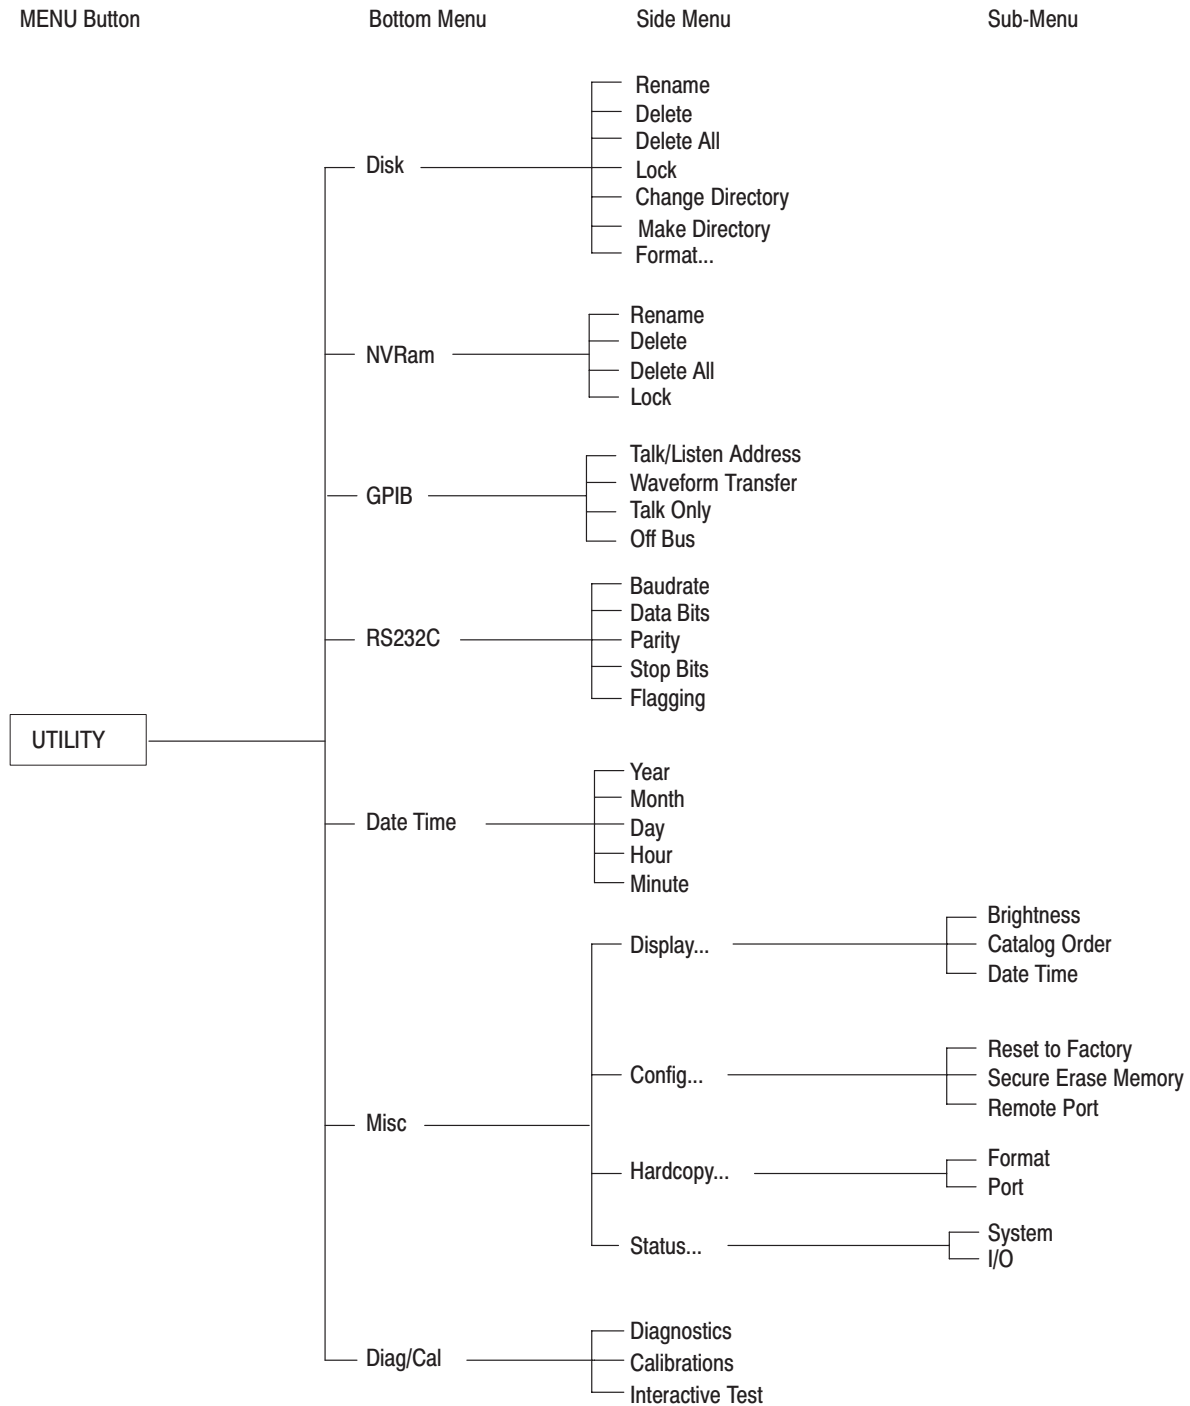 MENU Button Bottom Menu Side Menu Sub-Menu
Rename
Delete
Delete All
Disk
Lock
Change Directory
Make Directory
Format...
Rename
Delete
NVRam
Delete All
Lock
Talk/Listen Address
Waveform Transfer
GPIB
Talk Only
Off Bus
Baudrate
Data Bits
RS232C
Parity
Stop Bits
Flagging
UTILITY
Year
Month
Date Time
Day
Hour
Minute
Brightness
Display...
Catalog Order
Date Time
Reset to Factory
Config...
Secure Erase Memory
Remote Port
Misc
Format
Hardcopy...
Port
System
Status...
I/O
Diagnostics
Diag/Cal
Calibrations
Interactive Test